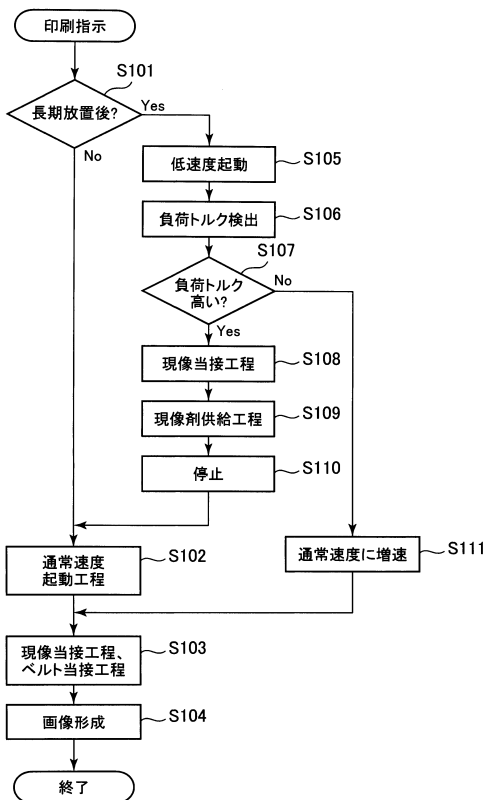 印刷指示
S101
長期放置後?
Yes
No
低速度起動
S105
負荷トルク検出
S106
S107
負荷トルク
高い?
No
Yes
現像当接工程
S108
現像剤供給工程
S109
停止
S110
通常速度
起動工程
S102
通常速度に増速
S111
現像当接工程、
ベルト当接工程
S103
画像形成
S104
終了